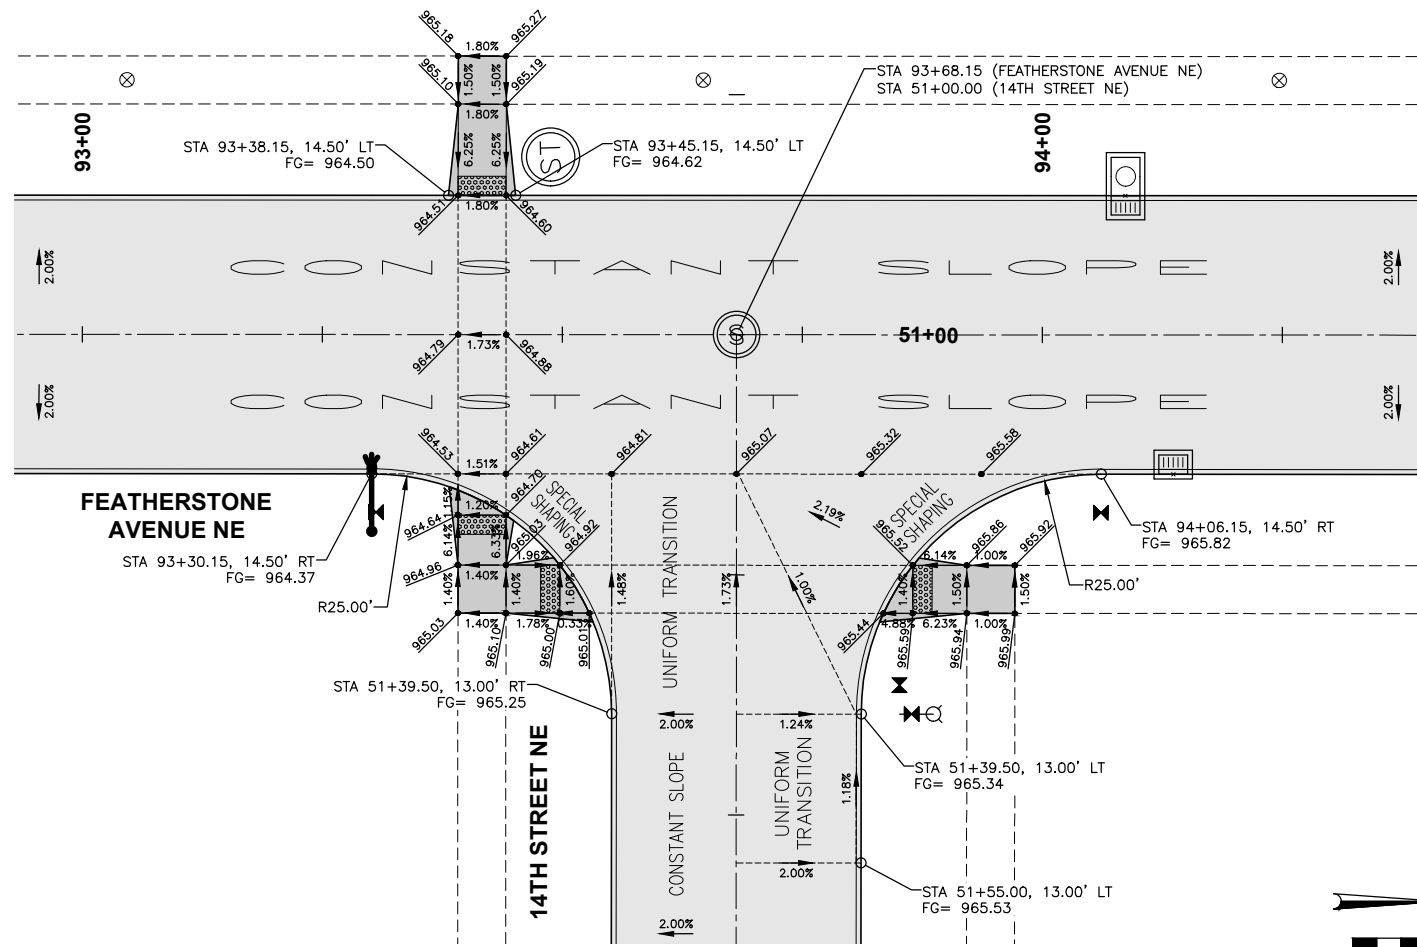 965.18
965.27
1.80%
965.10
1.50%
1.50%
965.19
1.80%
STA 93+68.15 (FEATHERSTONE AVENUE NE)
STA 51+00.00 (14TH STREET NE)
93+00
94+00
STA 93+38.15, 14.50' LT
FG= 964.50
6.25%
6.25%
ST
STA 93+45.15, 14.50' LT
FG= 964.62
964.51
1.80%
964.60
2.00%
CONSTANT SLOPE
2.00%
964.79
1.73%
964.88
S
51+00
2.00%
CONSTANT SLOPE
2.00%
964.53
1.51%
964.61
964.81
965.07
965.32
965.58
FEATHERSTONE
AVENUE NE
964.70
1.15%
1.20%
964.64
SPECIAL
SHAPING
6.14%
6.33%
965.03
964.92
UNIFORM TRANSITION
2.19%
SPECIAL
SHAPING
965.52
965.86
965.92
STA 94+06.15, 14.50' RT
FG= 965.82
STA 93+30.15, 14.50' RT
FG= 964.37
964.96
1.96%
1.40%
6.14%
1.00%
R25.00'
1.40%
1.40%
1.60%
1.48%
1.73%
1.00%
1.40%
1.50%
1.50%
R25.00'
965.03
1.40%
965.10
1.78%
965.00
0.33%
965.01
965.44
4.88%
965.59
6.23%
965.94
1.00%
965.99
STA 51+39.50, 13.00' RT
FG= 965.25
2.00%
1.24%
14TH STREET NE
CONSTANT SLOPE
UNIFORM
TRANSITION
1.18%
STA 51+39.50, 13.00' LT
FG= 965.34
2.00%
STA 51+55.00, 13.00' LT
FG= 965.53
2.00%